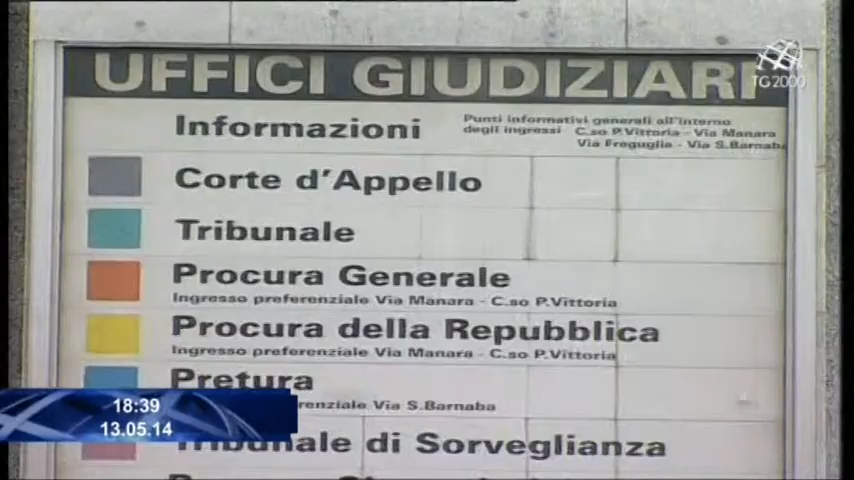 UFFICI GIUDIZIARI
TG2000
Informazioni
Punti informativi generali all'interno
degli ingressi C.so P.Vittoria - Via Manara
Via Freguglia - Via S.Barnaba
Corte d'Appello
Tribunale
Procura Generale
Ingresso preferenziale Via Manara - C.so P.Vittoria
Procura della Repubblica
Ingresso preferenziale Via Manara - C.so P.Vittoria
Pretura
Via S.Barnaba
18:39
13.05.14
Tribunale di Sorveglianza